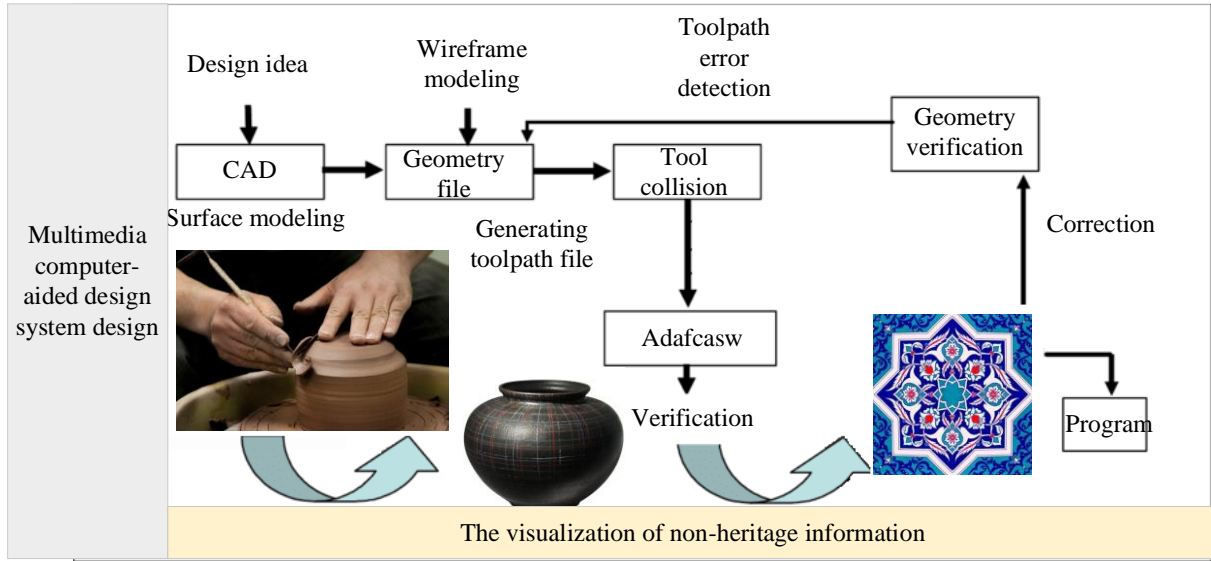 Multimedia
computer-
aided design
system design
Design idea
Wireframe
modeling
Toolpath
error
detection
CAD
Geometry
file
Tool
collision
Geometry
verification
Surface modeling
Generating
toolpath file
Correction
Adafcasw
Verification
Program
The visualization of non-heritage information